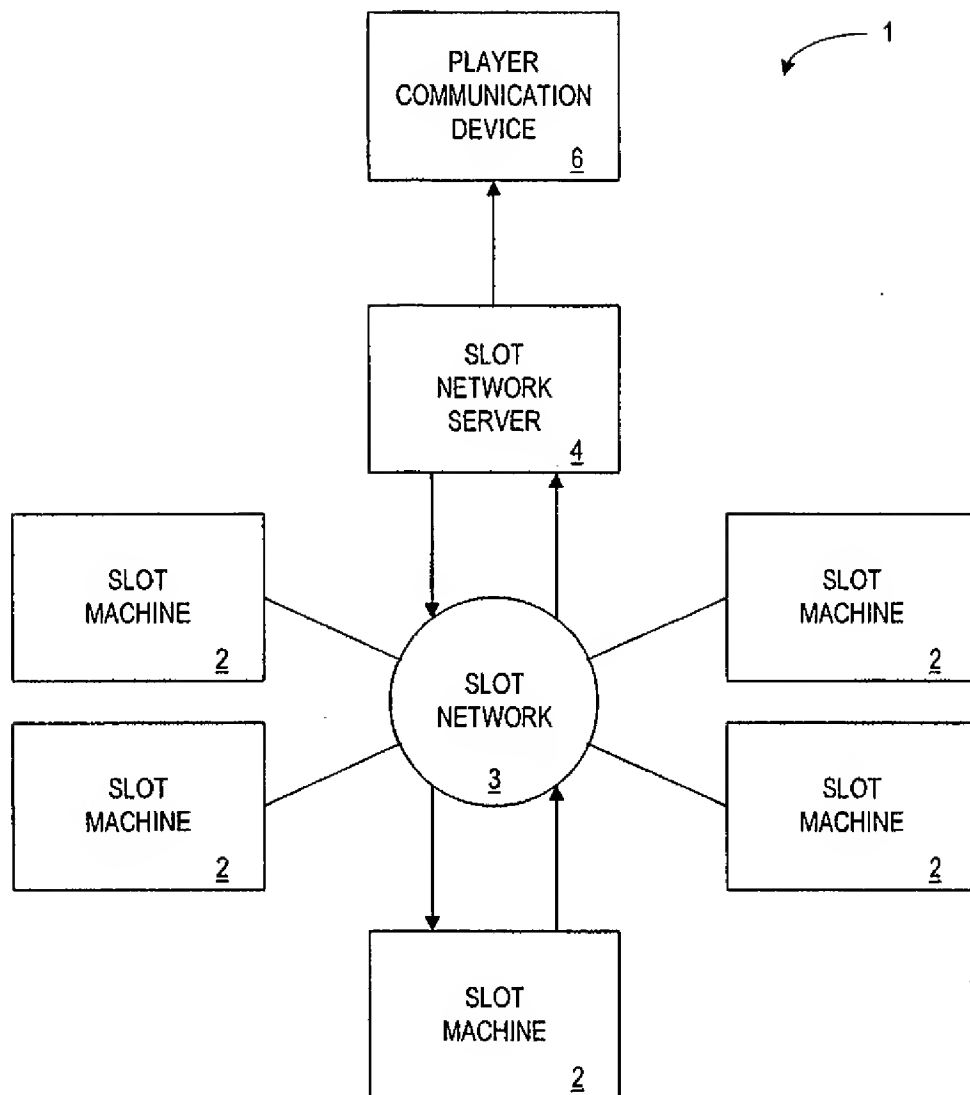 1
PLAYER
COMMUNICATION
DEVICE
6
SLOT
NETWORK
SERVER
4
SLOT
MACHINE
2
SLOT
MACHINE
2
SLOT
NETWORK
3
SLOT
MACHINE
2
SLOT
MACHINE
2
SLOT
MACHINE
2